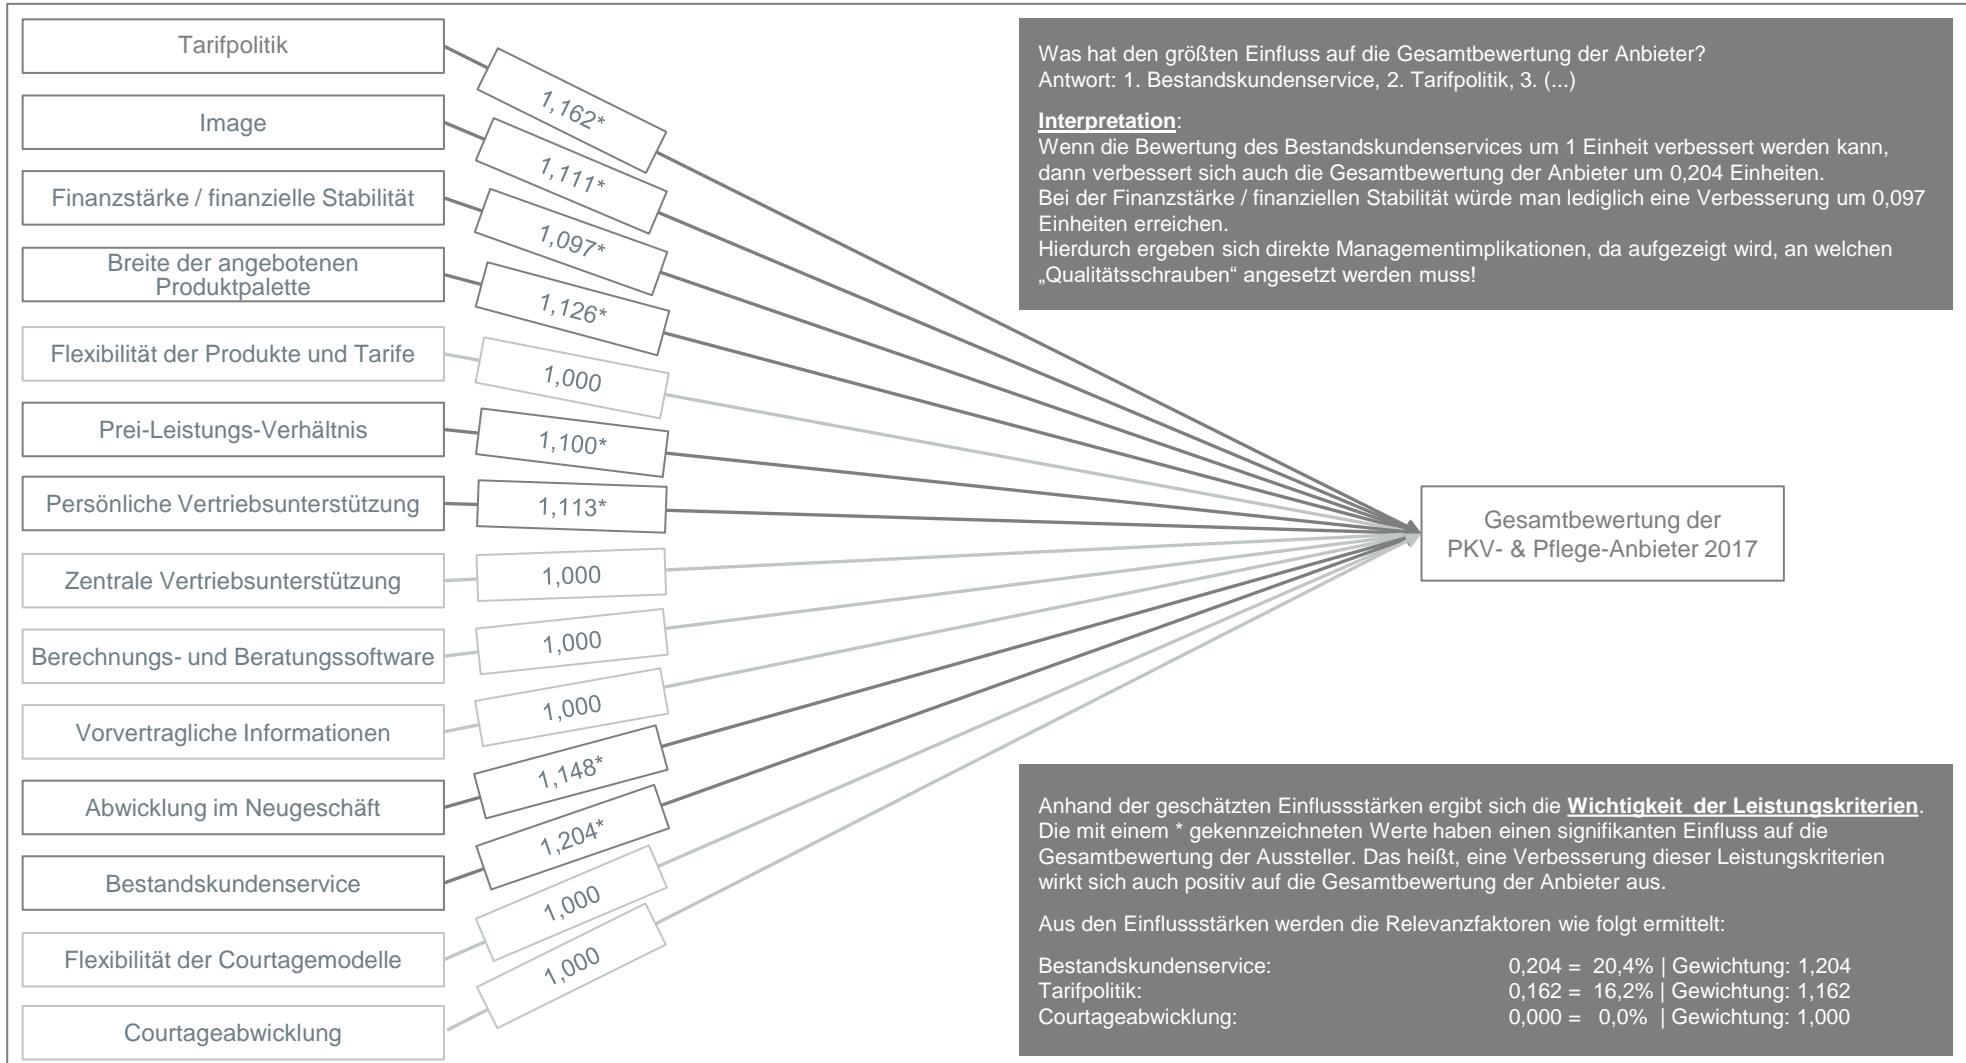 Tarifpolitik
1,162*
Image
1,111*
Finanzstärke / finanzielle Stabilität
1,097*
Breite der angebotenen
Produktpalette
1,126*
Flexibilität der Produkte und Tarife
1,000
Prei-Leistungs-Verhältnis
1,100*
Persönliche Vertriebsunterstützung
1,113*
Zentrale Vertriebsunterstützung
1,000
Berechnungs- und Beratungssoftware
1,000
Vorvertragliche Informationen
1,000
Abwicklung im Neugeschäft
1,148*
Bestandskundenservice
1,204*
Flexibilität der Courtagemodelle
1,000
Courtageabwicklung
1,000
Gesamtbewertung der
PKV- & Pflege-Anbieter 2017
Was hat den größten Einfluss auf die Gesamtbewertung der Anbieter?
Antwort: 1. Bestandskundenservice, 2. Tarifpolitik, 3. (...)
Interpretation:
Wenn die Bewertung des Bestandskundenservices um 1 Einheit verbessert werden kann,
dann verbessert sich auch die Gesamtbewertung der Anbieter um 0,204 Einheiten.
Bei der Finanzstärke / finanziellen Stabilität würde man lediglich eine Verbesserung um 0,097
Einheiten erreichen.
Hierdurch ergeben sich direkte Managementimplikationen, da aufgezeigt wird, an welchen
„Qualitätsschrauben“ angesetzt werden muss!
Anhand der geschätzten Einflussstärken ergibt sich die Wichtigkeit der Leistungskriterien.
Die mit einem * gekennzeichneten Werte haben einen signifikanten Einfluss auf die
Gesamtbewertung der Aussteller. Das heißt, eine Verbesserung dieser Leistungskriterien
wirkt sich auch positiv auf die Gesamtbewertung der Anbieter aus.
Aus den Einflussstärken werden die Relevanzfaktoren wie folgt ermittelt:
Bestandskundenservice: 0,204 = 20,4% | Gewichtung: 1,204
Tarifpolitik: 0,162 = 16,2% | Gewichtung: 1,162
Courtageabwicklung: 0,000 = 0,0% | Gewichtung: 1,000